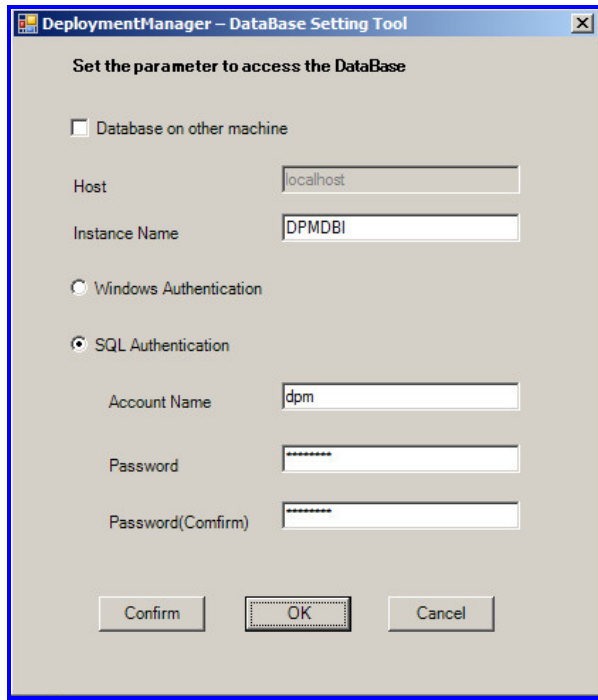 DeploymentManager – DataBase Setting Tool
Set the parameter to access the DataBase
Database on other machine
Host localhost
Instance Name DPMDBI
Windows Authentication
SQL Authentication
Account Name dpm
Password ********
Password(Comfirm) ********
Confirm OK Cancel